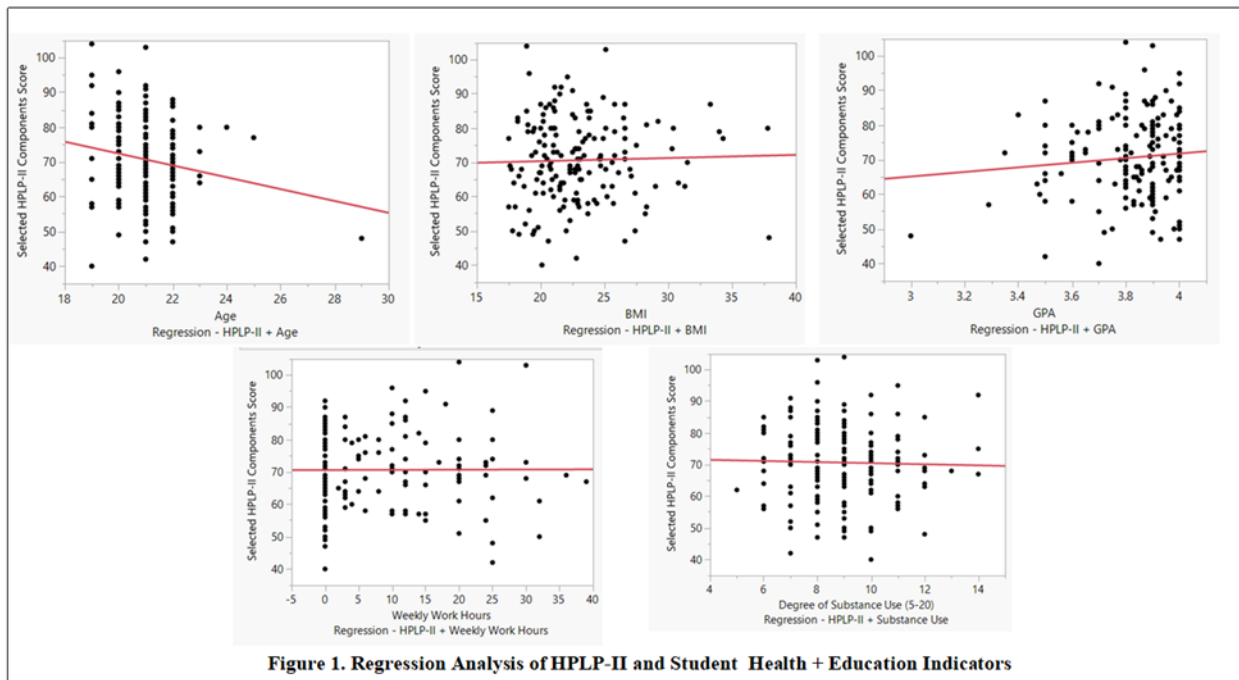 Selected HPLP-II Components Score
100
90
80
70
60
50
40
18 20 22 24 26 28 30
Age
Regression - HPLP-II + Age
Selected HPLP-II Components Score
100
90
80
70
60
50
40
15 20 25 30 35 40
BMI
Regression - HPLP-II + BMI
Selected HPLP-II Components Score
100
90
80
70
60
50
40
3 3.2 3.4 3.6 3.8 4
GPA
Regression - HPLP-II + GPA
Selected HPLP-II Components Score
100
90
80
70
60
50
40
-5 0 5 10 15 20 25 30 35 40
Weekly Work Hours
Regression - HPLP-II + Weekly Work Hours
Selected HPLP-II Components Score
100
90
80
70
60
50
40
4 6 8 10 12 14
Degree of Substance Use (5-20)
Regression - HPLP-II + Substance Use
Figure 1. Regression Analysis of HPLP-II and Student Health + Education Indicators